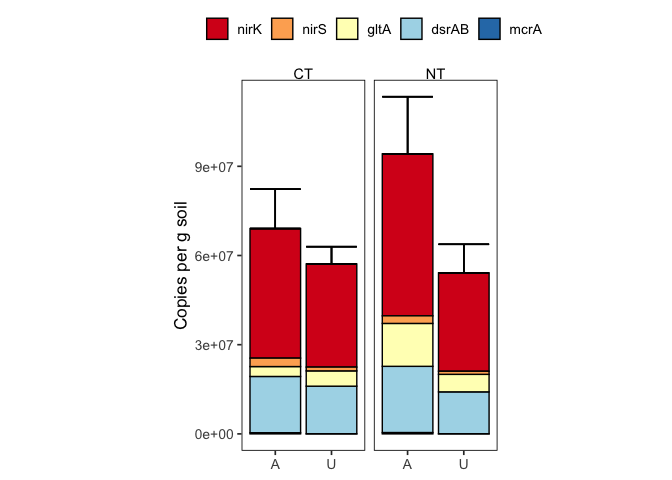 nirK nirS gltA dsrAB mcrA
CT NT
9e+07
6e+07
3e+07
0e+00
Copies per g soil
A U A U